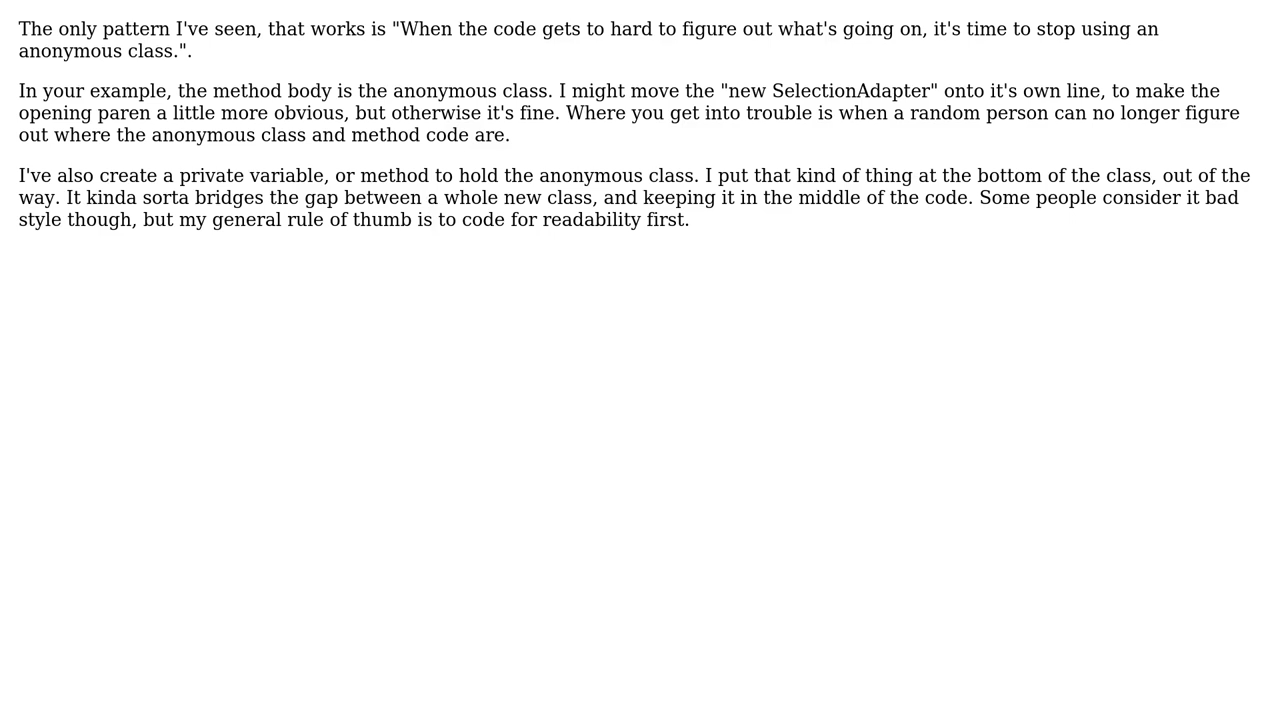 The only pattern I've seen, that works is "When the code gets to hard to figure out what's going on, it's time to stop using an
anonymous class.".
In your example, the method body is the anonymous class. I might move the "new SelectionAdapter" onto it's own line, to make the
opening paren a little more obvious, but otherwise it's fine. Where you get into trouble is when a random person can no longer figure
out where the anonymous class and method code are.
I've also create a private variable, or method to hold the anonymous class. I put that kind of thing at the bottom of the class, out of the
way. It kinda sorta bridges the gap between a whole new class, and keeping it in the middle of the code. Some people consider it bad
style though, but my general rule of thumb is to code for readability first.